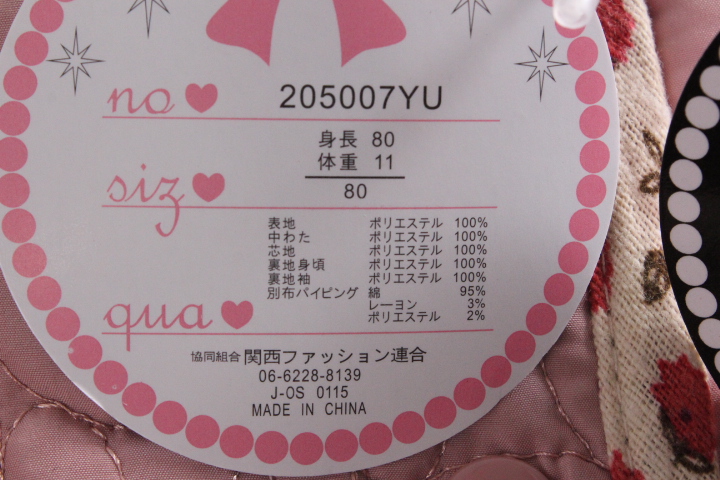 no 205007YU
身長 80
体重 11
siz 80
表地 ポリエステル 100%
中わた ポリエステル 100%
芯地 ポリエステル 100%
裏地身頃 ポリエステル 100%
裏地袖 ポリエステル 100%
別布パイピング 綿 95%
レーヨン 3%
ポリエステル 2%
qua
協同組合 関西ファッション連合
06-6228-8139
J-OS 0115
MADE IN CHINA